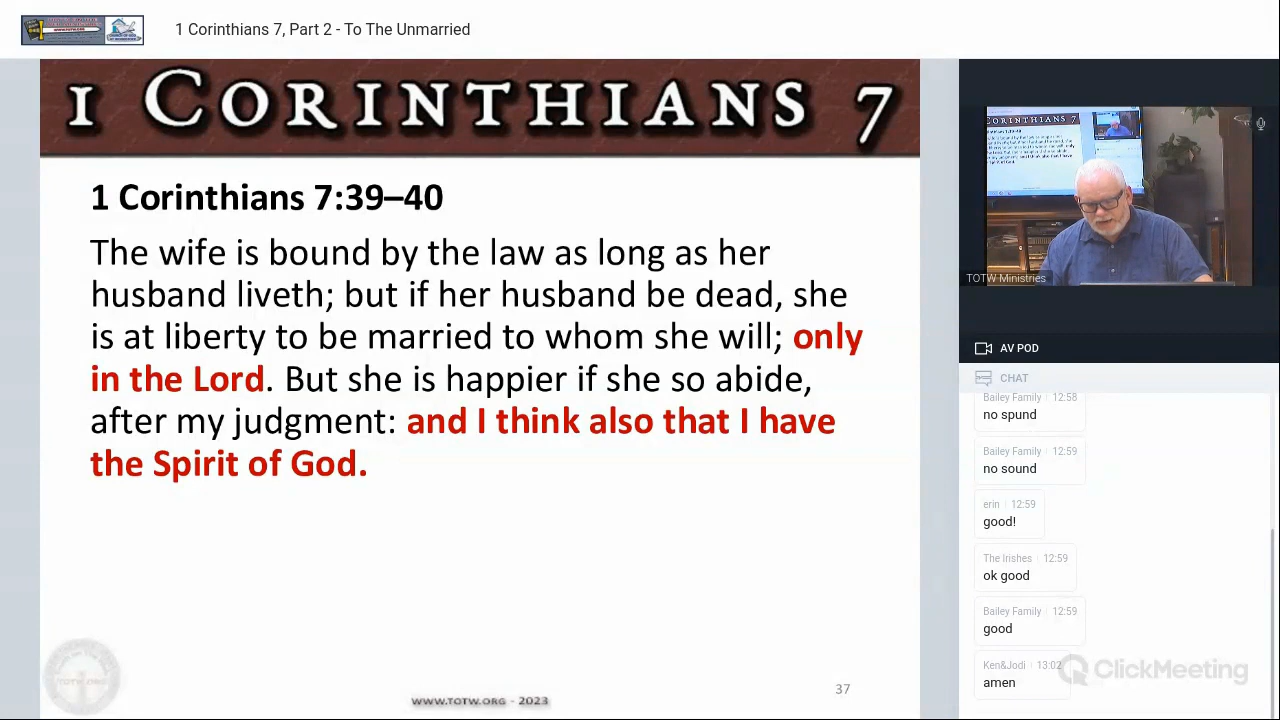 1 Corinthians 7, Part 2 - To The Unmarried
1 CORINTHIANS 7
1 Corinthians 7:39–40
The wife is bound by the law as long as her
husband liveth; but if her husband be dead, she
is at liberty to be married to whom she will; only
in the Lord. But she is happier if she so abide,
after my judgment: and I think also that I have
the Spirit of God.
WWW.TOTW.ORG - 2023
37
TOTW Ministries
AV POD
CHAT
Bailey Family 12:58
no spund
Bailey Family 12:59
no sound
erin 12:59
good!
The Irishes 12:59
ok good
Bailey Family 12:59
good
Ken&Jodi 13:02
amen
ClickMeeting